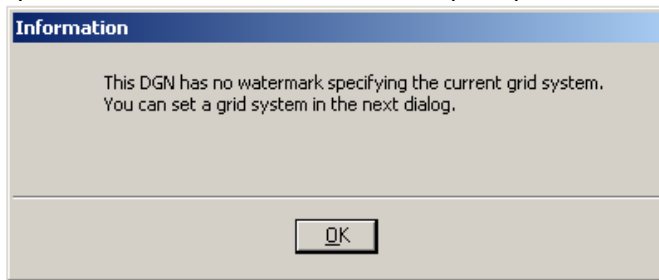 Information
This DGN has no watermark specifying the current grid system.
You can set a grid system in the next dialog.
OK